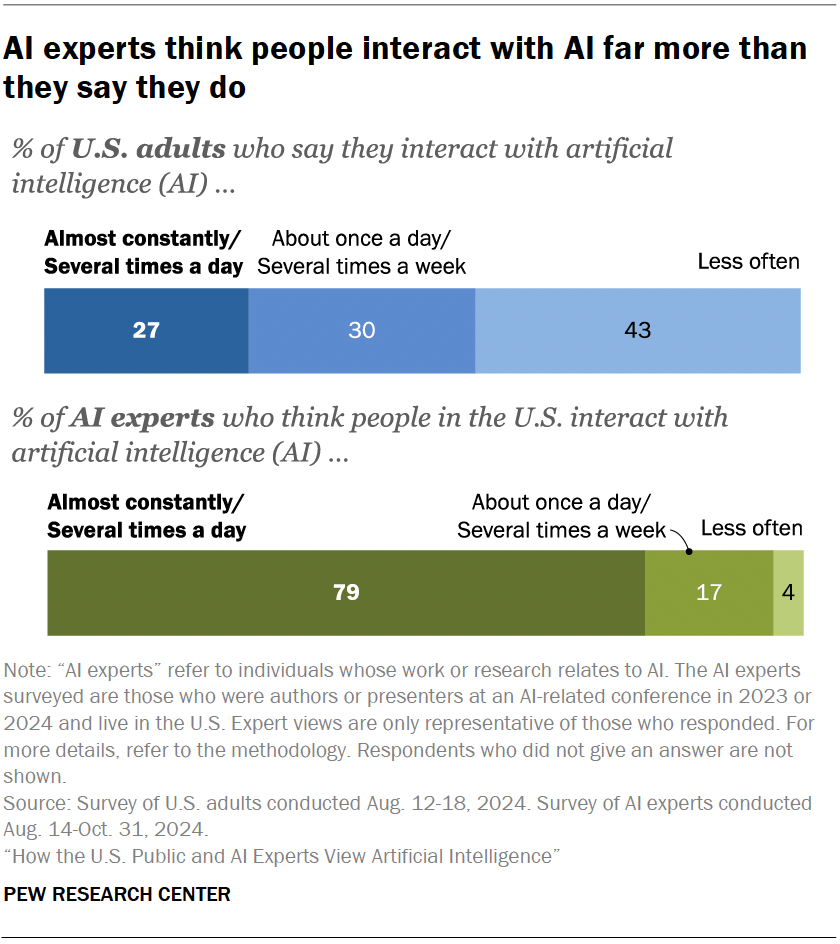 AI experts think people interact with AI far more than
they say they do
% of U.S. adults who say they interact with artificial
intelligence (AI) ...
Almost constantly/
Several times a day
About once a day/
Several times a week
Less often
27
30
43
% of AI experts who think people in the U.S. interact with
artificial intelligence (AI) ...
Almost constantly/
Several times a day
About once a day/
Several times a week
Less often
79
17
4
Note: “AI experts” refer to individuals whose work or research relates to AI. The AI experts
surveyed are those who were authors or presenters at an AI-related conference in 2023 or
2024 and live in the U.S. Expert views are only representative of those who responded. For
more details, refer to the methodology. Respondents who did not give an answer are not
shown.
Source: Survey of U.S. adults conducted Aug. 12-18, 2024. Survey of AI experts conducted
Aug. 14-Oct. 31, 2024.
“How the U.S. Public and AI Experts View Artificial Intelligence”
PEW RESEARCH CENTER